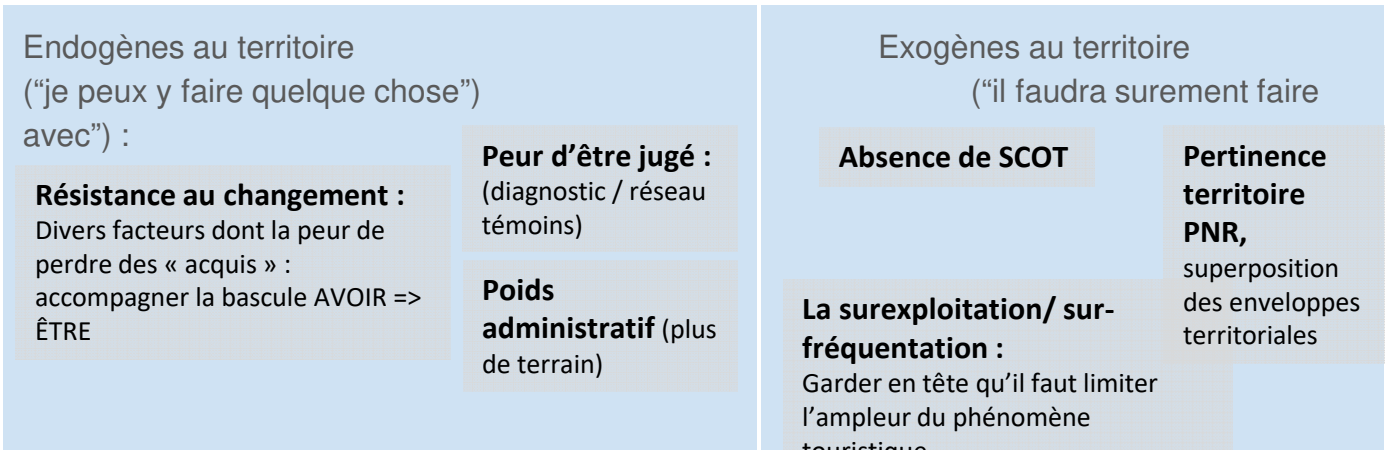 Endogènes au territoire
(“je peux y faire quelque chose”)
avec”) :
Résistance au changement :
Divers facteurs dont la peur de
perdre des « acquis » :
accompagner la bascule AVOIR =>
ÊTRE
Peur d’être jugé :
(diagnostic / réseau
témoins)
Poids
administratif (plus
de terrain)
Exogènes au territoire
(“il faudra surement faire
Absence de SCOT
Pertinence
territoire
PNR,
superposition
des enveloppes
territoriales
La surexploitation/ sur-
fréquentation :
Garder en tête qu’il faut limiter
l’ampleur du phénomène
touristique